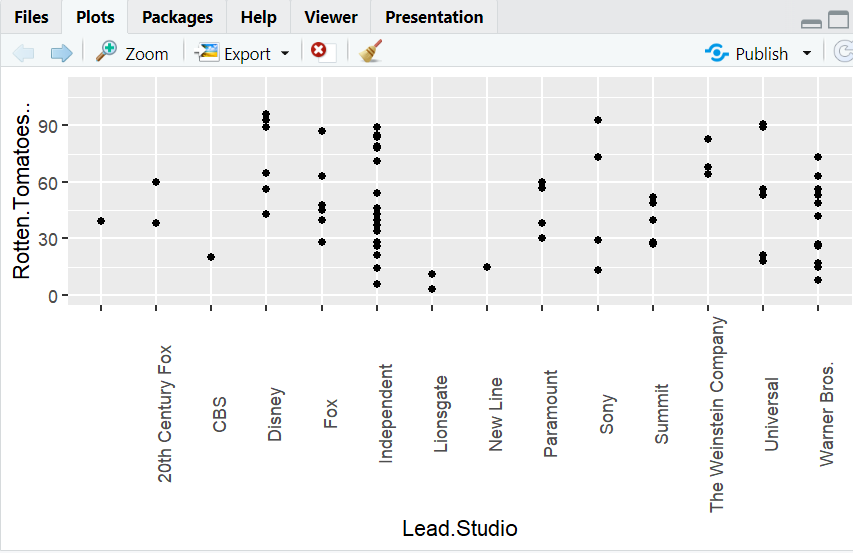 Files Plots Packages Help Viewer Presentation
Zoom Export Publish
Rotten.Tomatoes..
90
60
30
0
20th Century Fox
CBS
Disney
Fox
Independent
Lionsgate
New Line
Paramount
Sony
Summit
The Weinstein Company
Universal
Warner Bros.
Lead.Studio